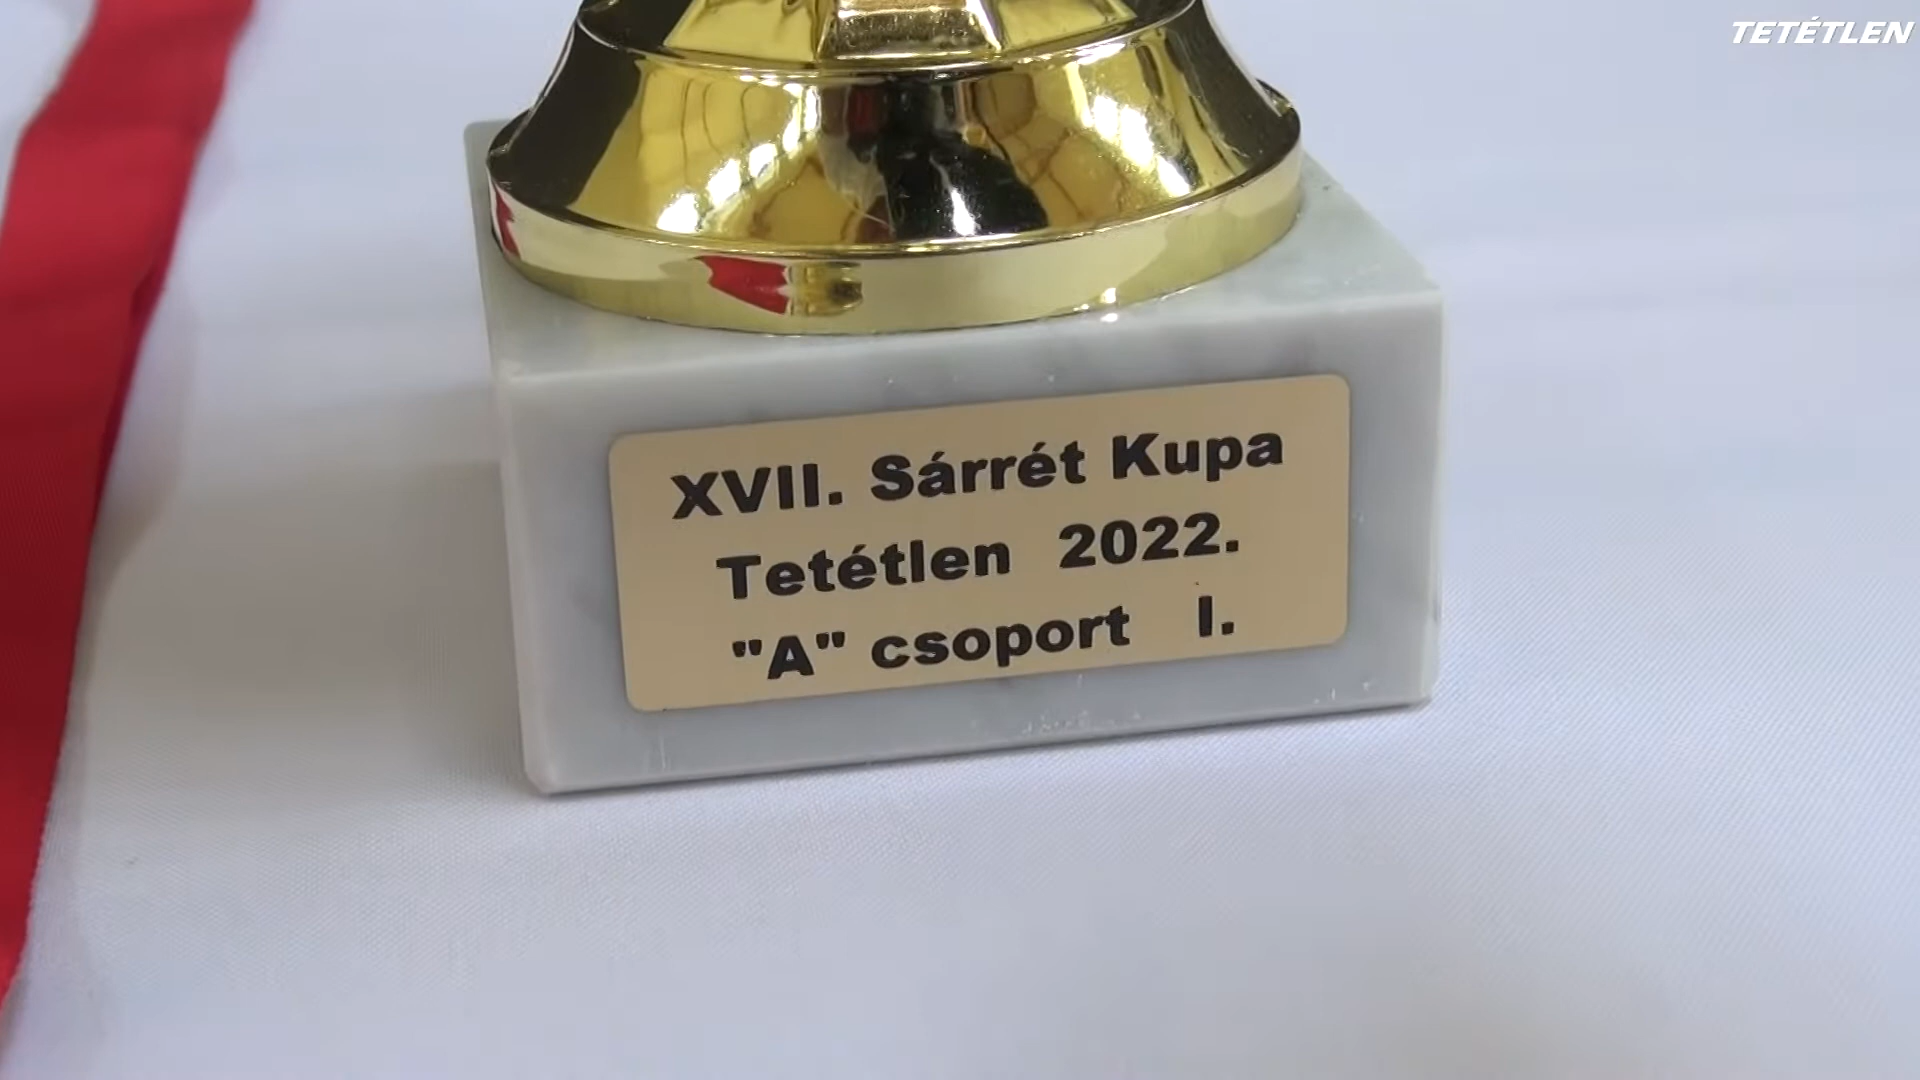 TETÉTLEN
XVII. Sárrét Kupa
Tetétlen 2022.
"A" csoport I.